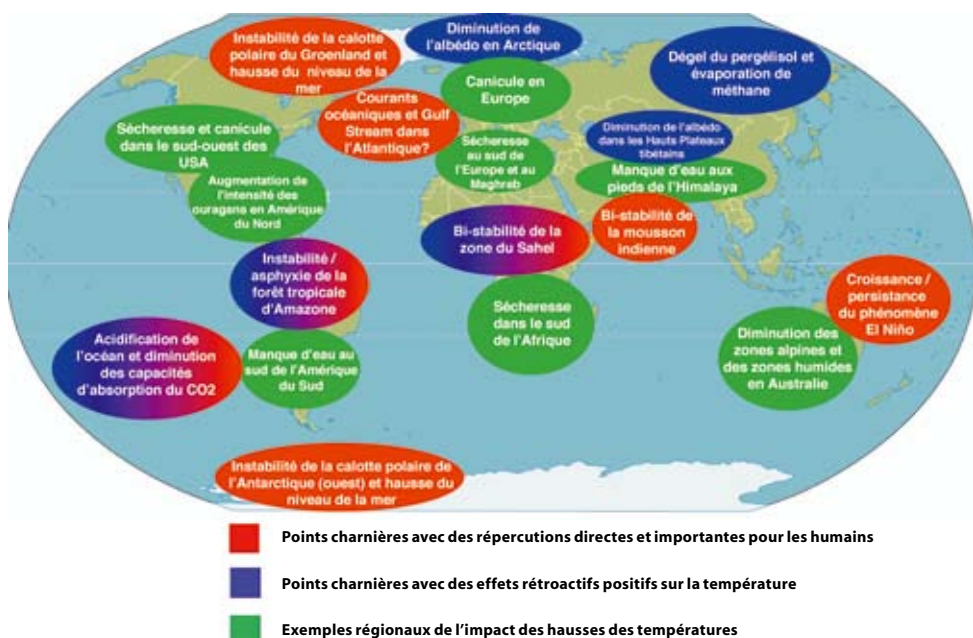 Instabilité de la calotte
polaire du Groenland et
hausse du niveau de la
mer
Diminution de
l'albédo en Arctique
Dégel du pergélisol et
évaporation de
méthane
Canicule en
Europe
Courants
océaniques et Gulf
Stream dans
l'Atlantique?
Sécheresse et canicule
dans le sud-ouest des
USA
Diminution de l'albédo
dans les Hauts Plateaux
tibétains
Sécheresse
au sud de
l'Europe et au
Maghrab
Manque d'eau aux
pieds de l'Himalaya
Augmentation de
l'intensité des
ouragans en Amérique
du Nord
Bi-stabilité de la
zone du Sahel
Bi-stabilité de
la mousson
indienne
Instabilité /
asphyxie de la
forêt tropicale
d'Amazone
Croissance /
persistance
du phénomène
El Niño
Sécheresse
dans le sud
de l'Afrique
Acidification de
l'océan et diminution
des capacités
d'absorption du CO2
Manque d'eau au
sud de l'Amérique
du Sud
Diminution des
zones alpines et
des zones humides
en Australie
Instabilité de la calotte polaire de
l'Antarctique (ouest) et hausse du
niveau de la mer
Points charnières avec des répercutions directes et importantes pour les humains
Points charnières avec des effets rétroactifs positifs sur la température
Exemples régionaux de l'impact des hausses des températures